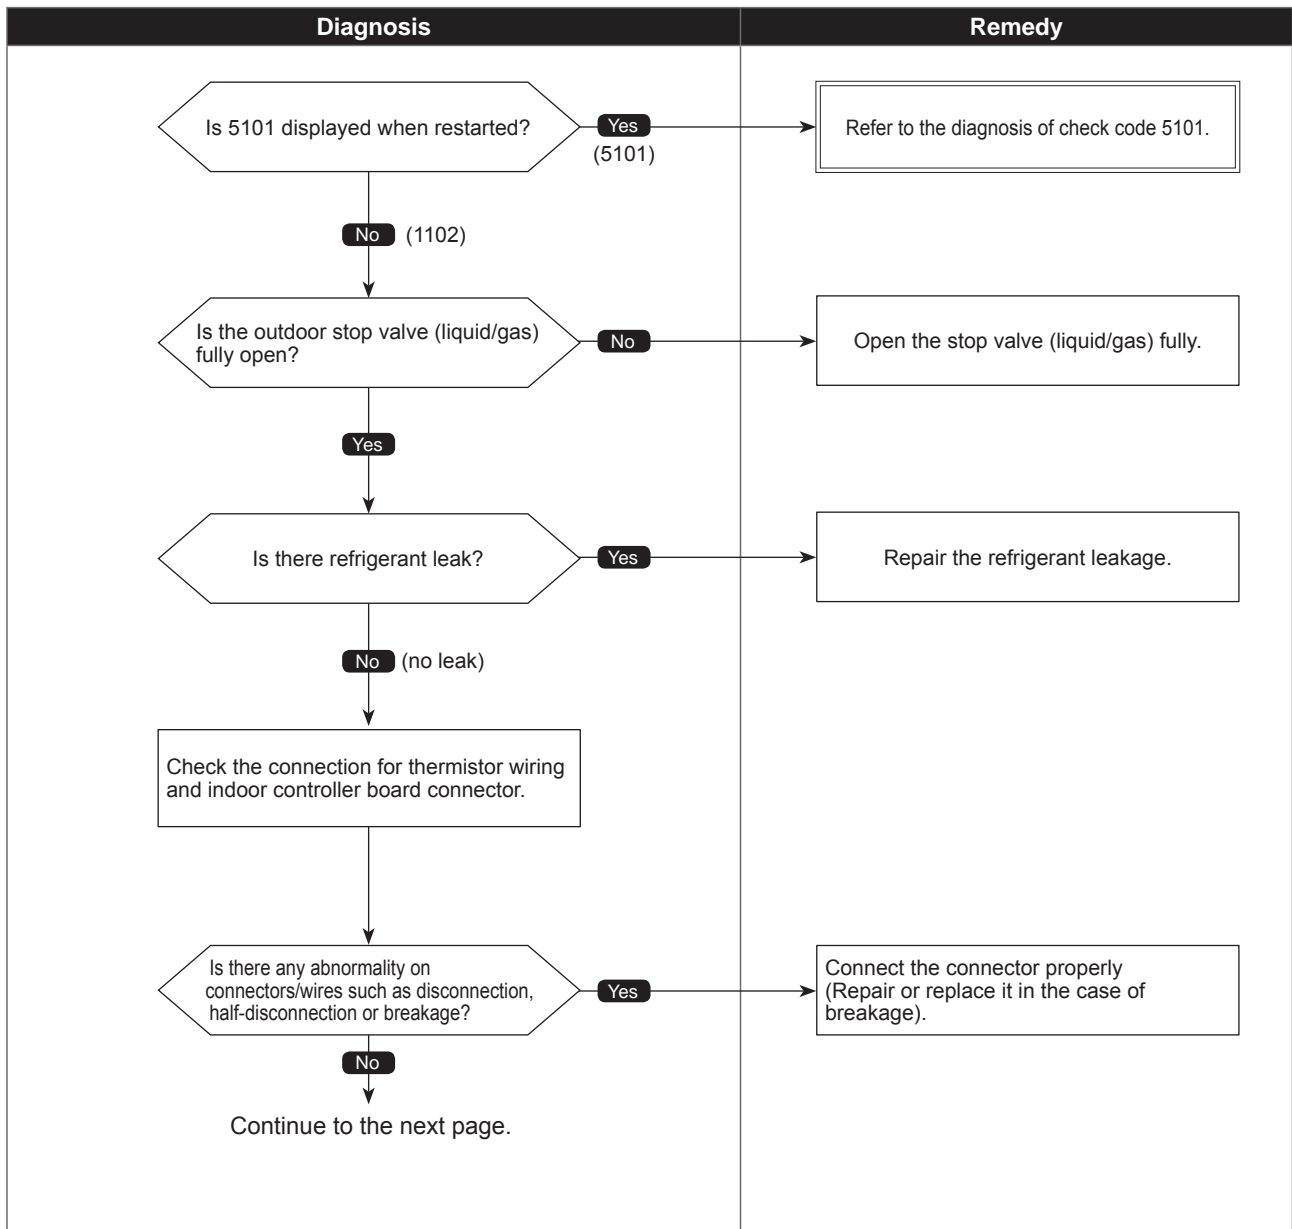 Diagnosis
Remedy
Is 5101 displayed when restarted?
Yes
(5101)
Refer to the diagnosis of check code 5101.
No (1102)
Is the outdoor stop valve (liquid/gas)
fully open?
No
Open the stop valve (liquid/gas) fully.
Yes
Is there refrigerant leak?
Yes
Repair the refrigerant leakage.
No (no leak)
Check the connection for thermistor wiring
and indoor controller board connector.
Is there any abnormality on
connectors/wires such as disconnection,
half-disconnection or breakage?
Yes
Connect the connector properly
(Repair or replace it in the case of
breakage).
No
Continue to the next page.